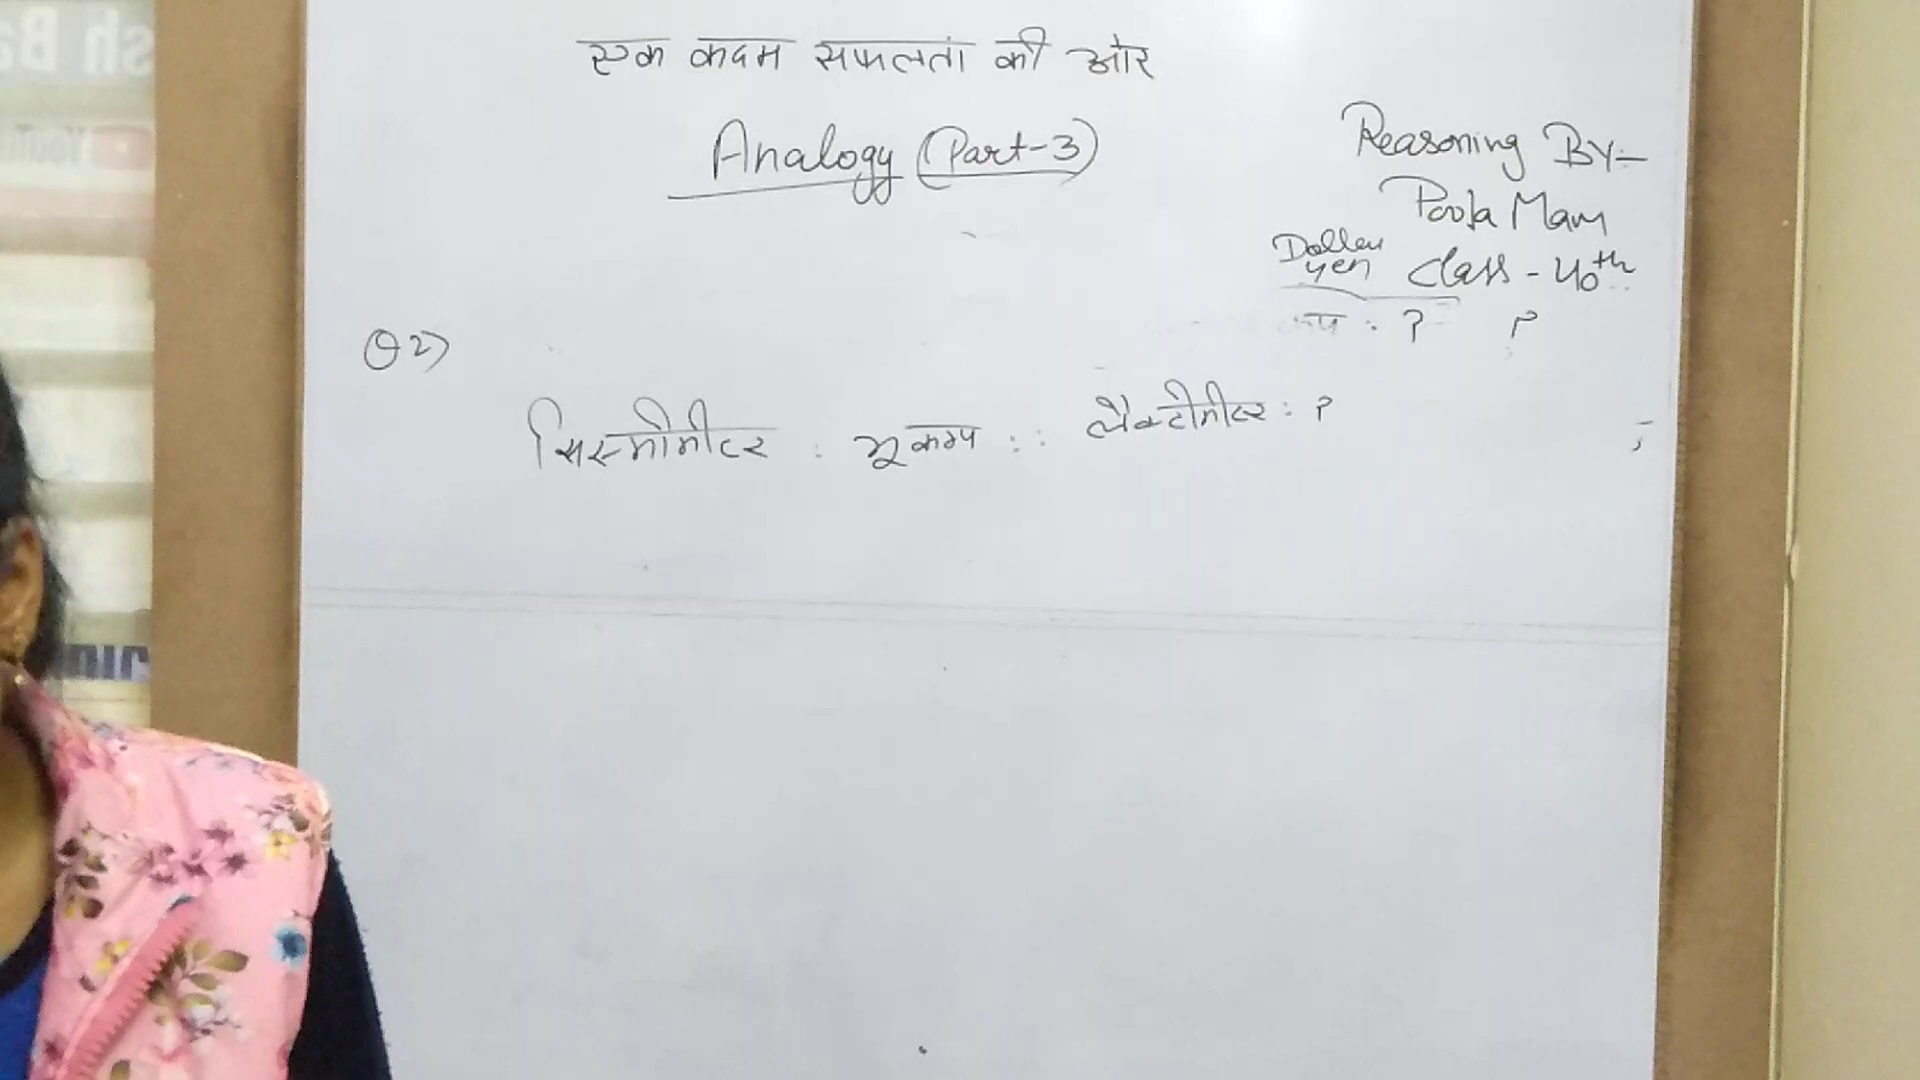 एक कदम सफलता की ओर
Analogy (Part-3)
Reasoning BY:-
Pooja Mam
Dollar
yen
Class - 40th
: ? ?
Q2)
सिस्मोमीटर : भूकम्प :: लैक्टोमीटर : ?